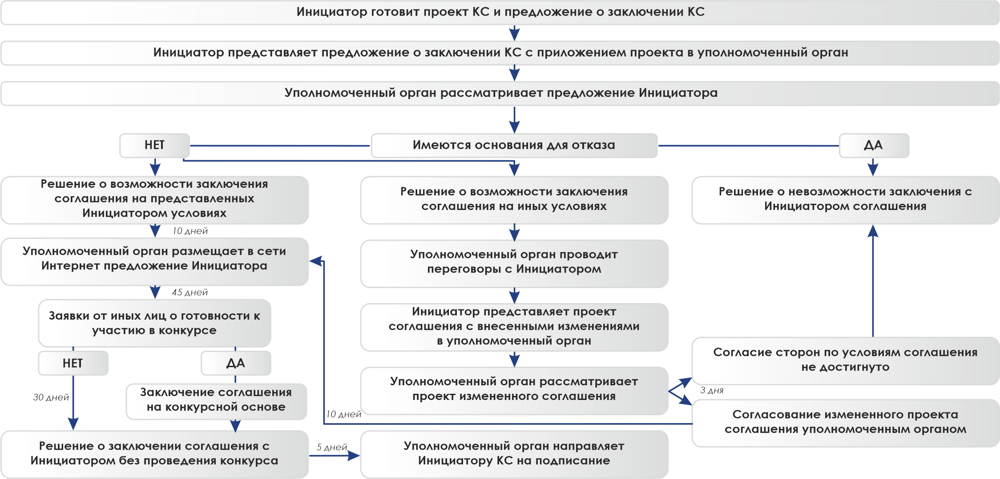 Инициатор готовит проект КС и предложение о заключении КС
Инициатор представляет предложение о заключении КС с приложением проекта в уполномоченный орган
Уполномоченный орган рассматривает предложение Инициатора
НЕТ
Имеются основания для отказа
ДА
Решение о возможности заключения
соглашения на представленных
Инициатором условиях
Решение о возможности заключения
соглашения на иных условиях
Решение о невозможности заключения с
Инициатором соглашения
10 дней
Уполномоченный орган размещает в сети
Интернет предложение Инициатора
Уполномоченный орган проводит
переговоры с Инициатором
45 дней
Заявки от иных лиц о готовности к
участию в конкурсе
Инициатор представляет проект
соглашения с внесенными изменениями
в уполномоченный орган
Согласие сторон по условиям соглашения
не достигнуто
НЕТ
ДА
Уполномоченный орган рассматривает
проект измененного соглашения
3 дня
30 дней
Заключение соглашения
на конкурсной основе
10 дней
Согласование измененного проекта
соглашения уполномоченным органом
Решение о заключении соглашения с
Инициатором без проведения конкурса
5 дней
Уполномоченный орган направляет
Инициатору КС на подписание